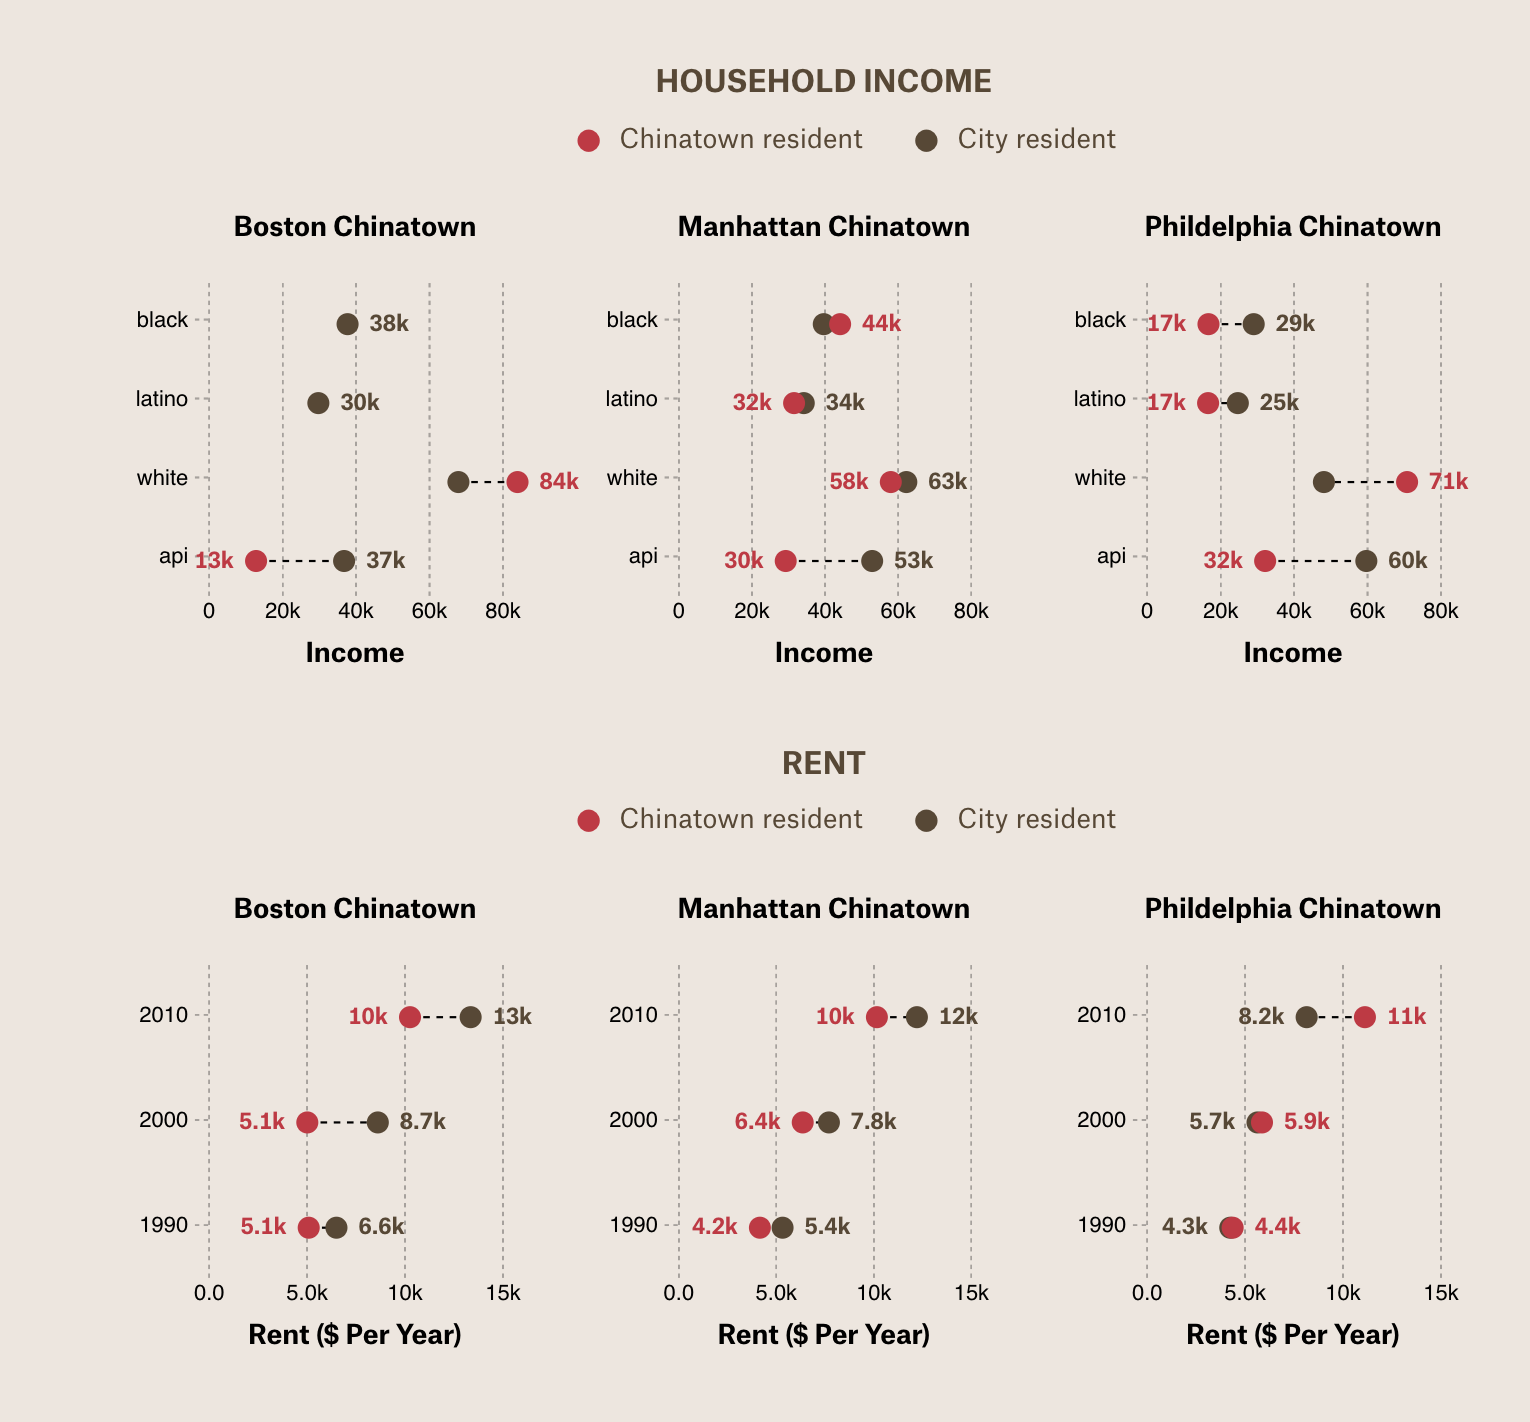 HOUSEHOLD INCOME
Chinatown resident City resident
Boston Chinatown Manhattan Chinatown Phildelphia Chinatown
black 38k black 44k black 17k 29k
latino 30k latino 32k 34k latino 17k 25k
white 84k white 58k 63k white 71k
api 13k 37k api 30k 53k api 32k 60k
0 20k 40k 60k 80k 0 20k 40k 60k 80k 0 20k 40k 60k 80k
Income Income Income
RENT
Chinatown resident City resident
Boston Chinatown Manhattan Chinatown Phildelphia Chinatown
2010 10k 13k 2010 10k 12k 2010 8.2k 11k
2000 5.1k 8.7k 2000 6.4k 7.8k 2000 5.7k 5.9k
1990 5.1k 6.6k 1990 4.2k 5.4k 1990 4.3k 4.4k
0.0 5.0k 10k 15k 0.0 5.0k 10k 15k 0.0 5.0k 10k 15k
Rent ($ Per Year) Rent ($ Per Year) Rent ($ Per Year)